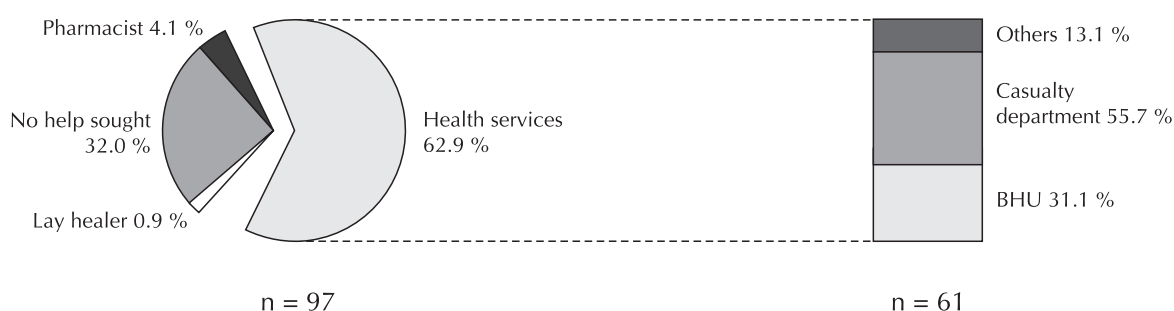 Pharmacist 4.1 %
No help sought
32.0 %
Lay healer 0.9 %
Health services
62.9 %
n = 97
Others 13.1 %
Casualty
department 55.7 %
BHU 31.1 %
n = 61